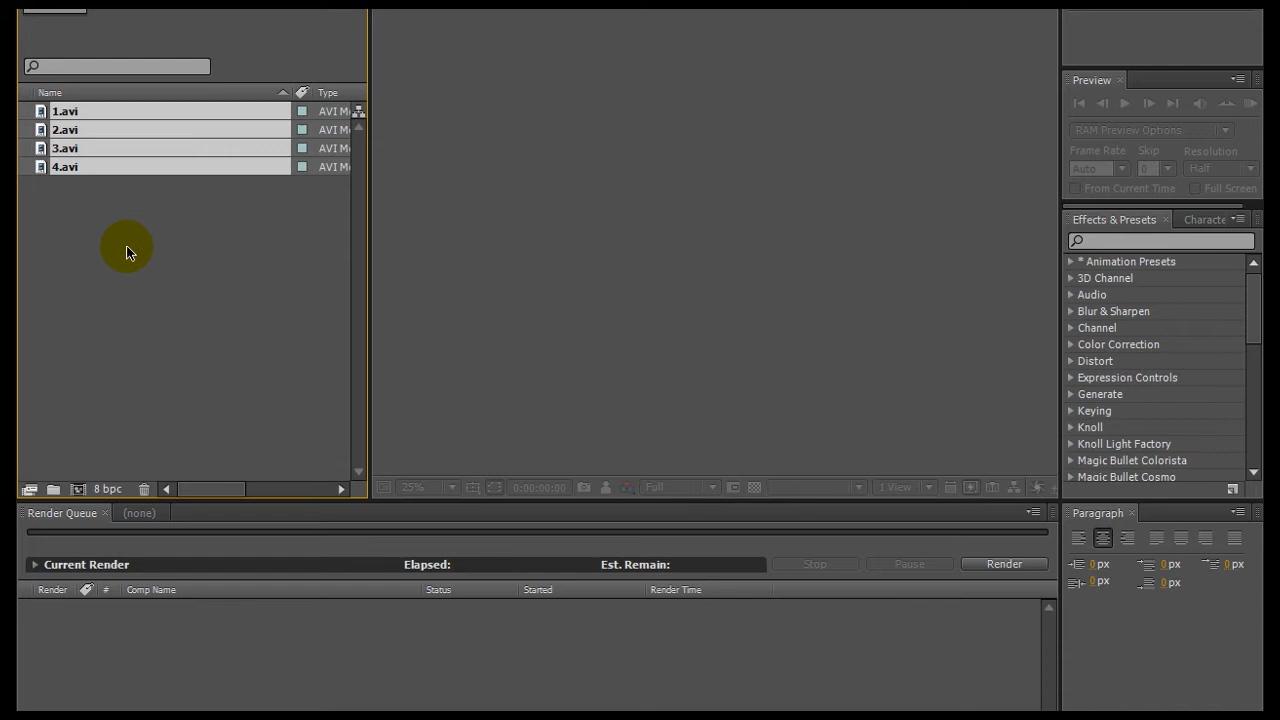 Name Type
1.avi AVI M
2.avi AVI M
3.avi AVI M
4.avi AVI M
8 bpc
25% 0:00:00:00 Full 1 View
Preview
RAM Preview Options
Frame Rate Skip Resolution
Auto 0 Half
From Current Time Full Screen
Effects & Presets Characte
* Animation Presets
3D Channel
Audio
Blur & Sharpen
Channel
Color Correction
Distort
Expression Controls
Generate
Keying
Knoll
Knoll Light Factory
Magic Bullet Colorista
Magic Bullet Cosmo
Render Queue (none)
Current Render Elapsed: Est. Remain: Stop Pause Render
Render # Comp Name Status Started Render Time
Paragraph
0 px 0 px 0 px
0 px 0 px